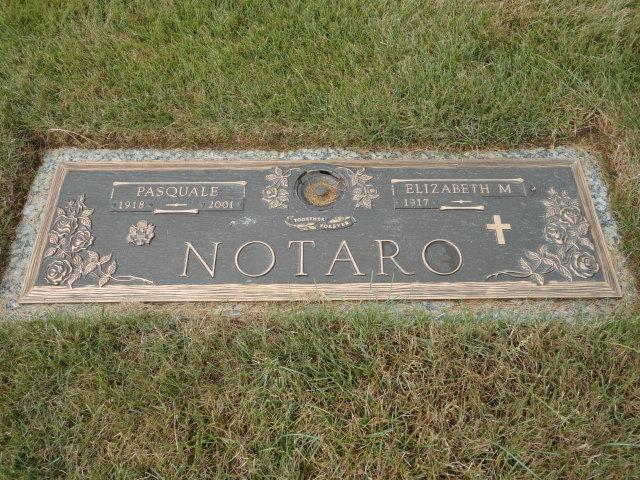 PASQUALE
1918 2001
ELIZABETH M
1917
TOGETHER
FOREVER
NOTARO